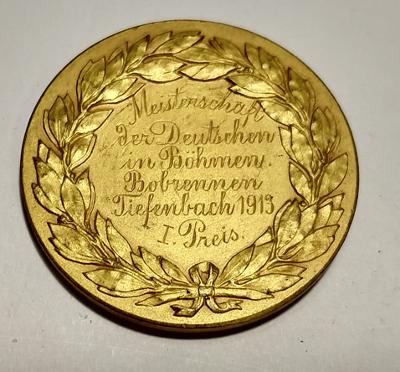 Meisterschaft
der Deutschen
in Böhmen.
Bobrennen
Tiefenbach 1913
I. Preis.